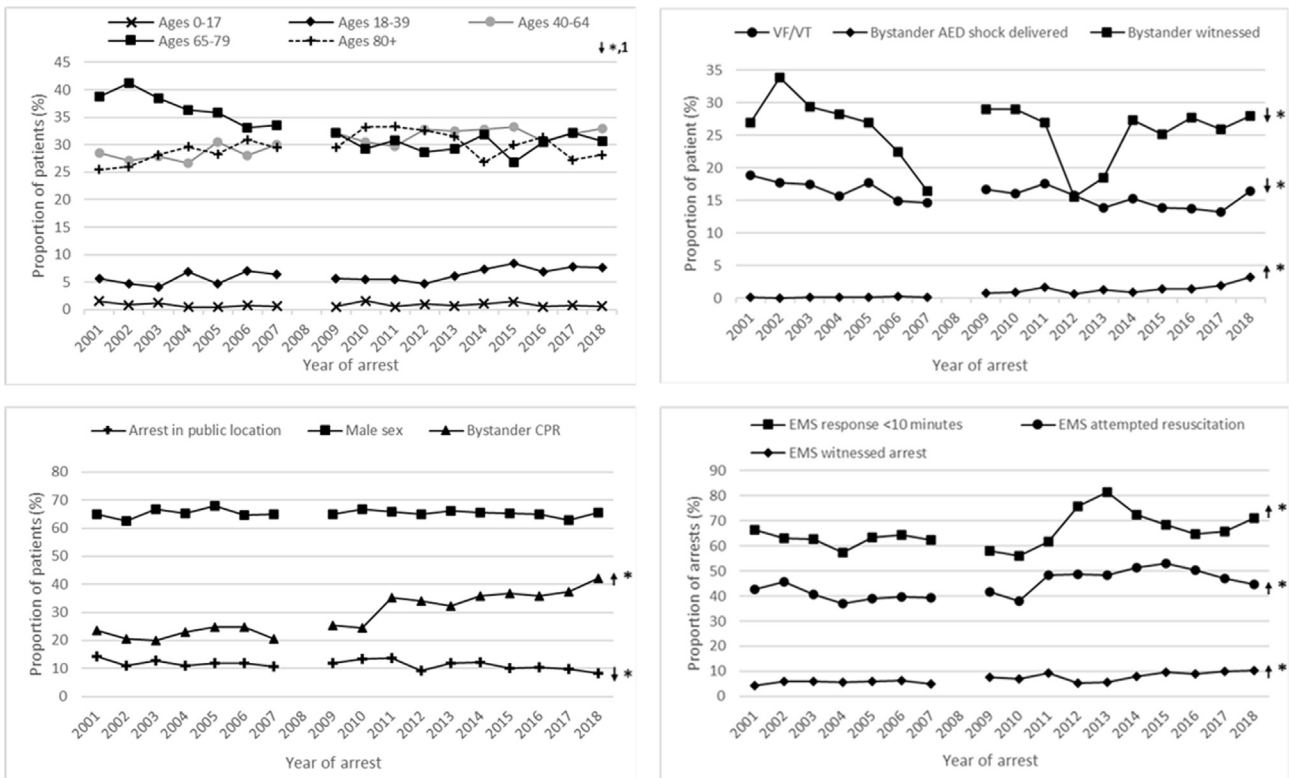 Ages 0-17 Ages 18-39 Ages 40-64
Ages 65-79 Ages 80+
↓ *,1
Proportion of patients (%)
45
40
35
30
25
20
15
10
5
0
2001 2002 2003 2004 2005 2006 2007 2008 2009 2010 2011 2012 2013 2014 2015 2016 2017 2018
Year of arrest
VF/VT Bystander AED shock delivered Bystander witnessed
Proportion of patient (%)
35
30
25
20
15
10
5
0
↓ *
↓ *
↑ *
2001 2002 2003 2004 2005 2006 2007 2008 2009 2010 2011 2012 2013 2014 2015 2016 2017 2018
Year of arrest
Arrest in public location Male sex Bystander CPR
Proportion of patients (%)
80
70
60
50
40
30
20
10
0
↑ *
↓ *
2001 2002 2003 2004 2005 2006 2007 2008 2009 2010 2011 2012 2013 2014 2015 2016 2017 2018
Year of arrest
EMS response <10 minutes EMS attempted resuscitation
EMS witnessed arrest
Proportion of arrests (%)
90
80
70
60
50
40
30
20
10
0
↑ *
↑ *
↑ *
2001 2002 2003 2004 2005 2006 2007 2008 2009 2010 2011 2012 2013 2014 2015 2016 2017 2018
Year of arrest